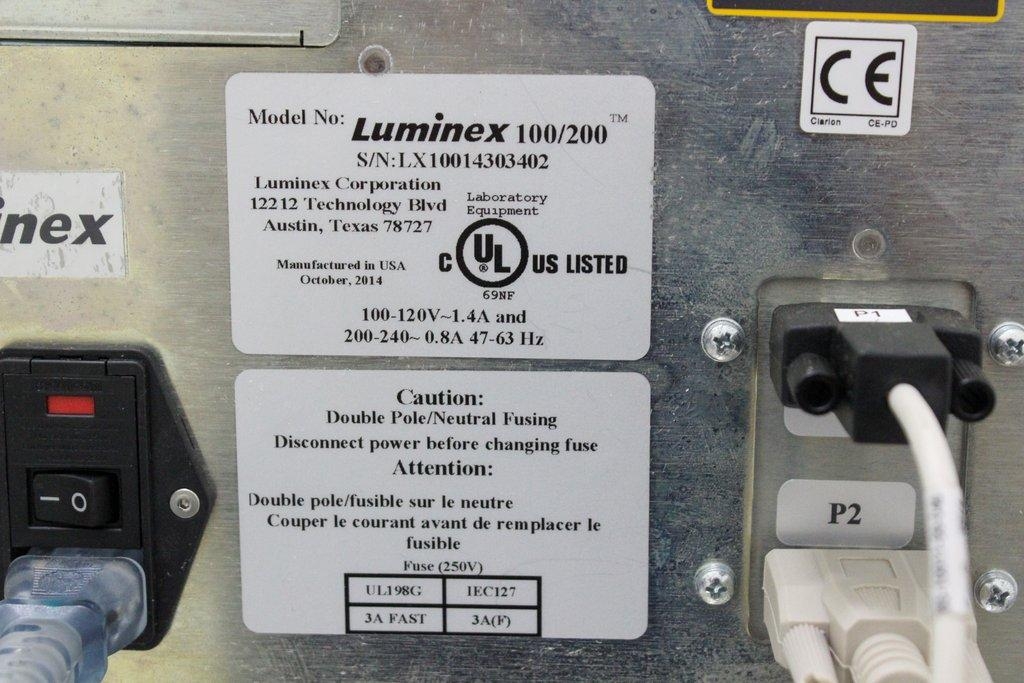 Model No: Luminex 100/200 ™
S/N:LX10014303402
Luminex Corporation
12212 Technology Blvd
Austin, Texas 78727
Laboratory
Equipment
C UL ® US LISTED
69NF
Manufactured in USA
October, 2014
100-120V~1.4A and
200-240~ 0.8A 47-63 Hz
Caution:
Double Pole/Neutral Fusing
Disconnect power before changing fuse
Attention:
Double pole/fusible sur le neutre
Couper le courant avant de remplacer le
fusible
Fuse (250V)
UL198G IEC127
3A FAST 3A(F)
CE
Clarion CE-PD
inex
P1
P2